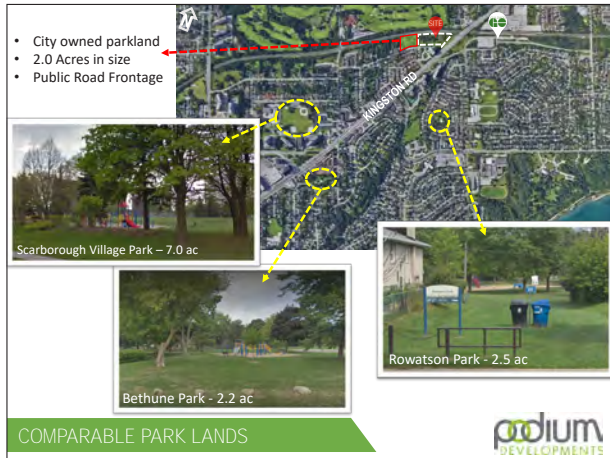 • City owned parkland
• 2.0 Acres in size
• Public Road Frontage
SITE
GO
KINGSTON RD
Scarborough Village Park – 7.0 ac
Bethune Park - 2.2 ac
Rowatson Park - 2.5 ac
COMPARABLE PARK LANDS
podium
DEVELOPMENTS